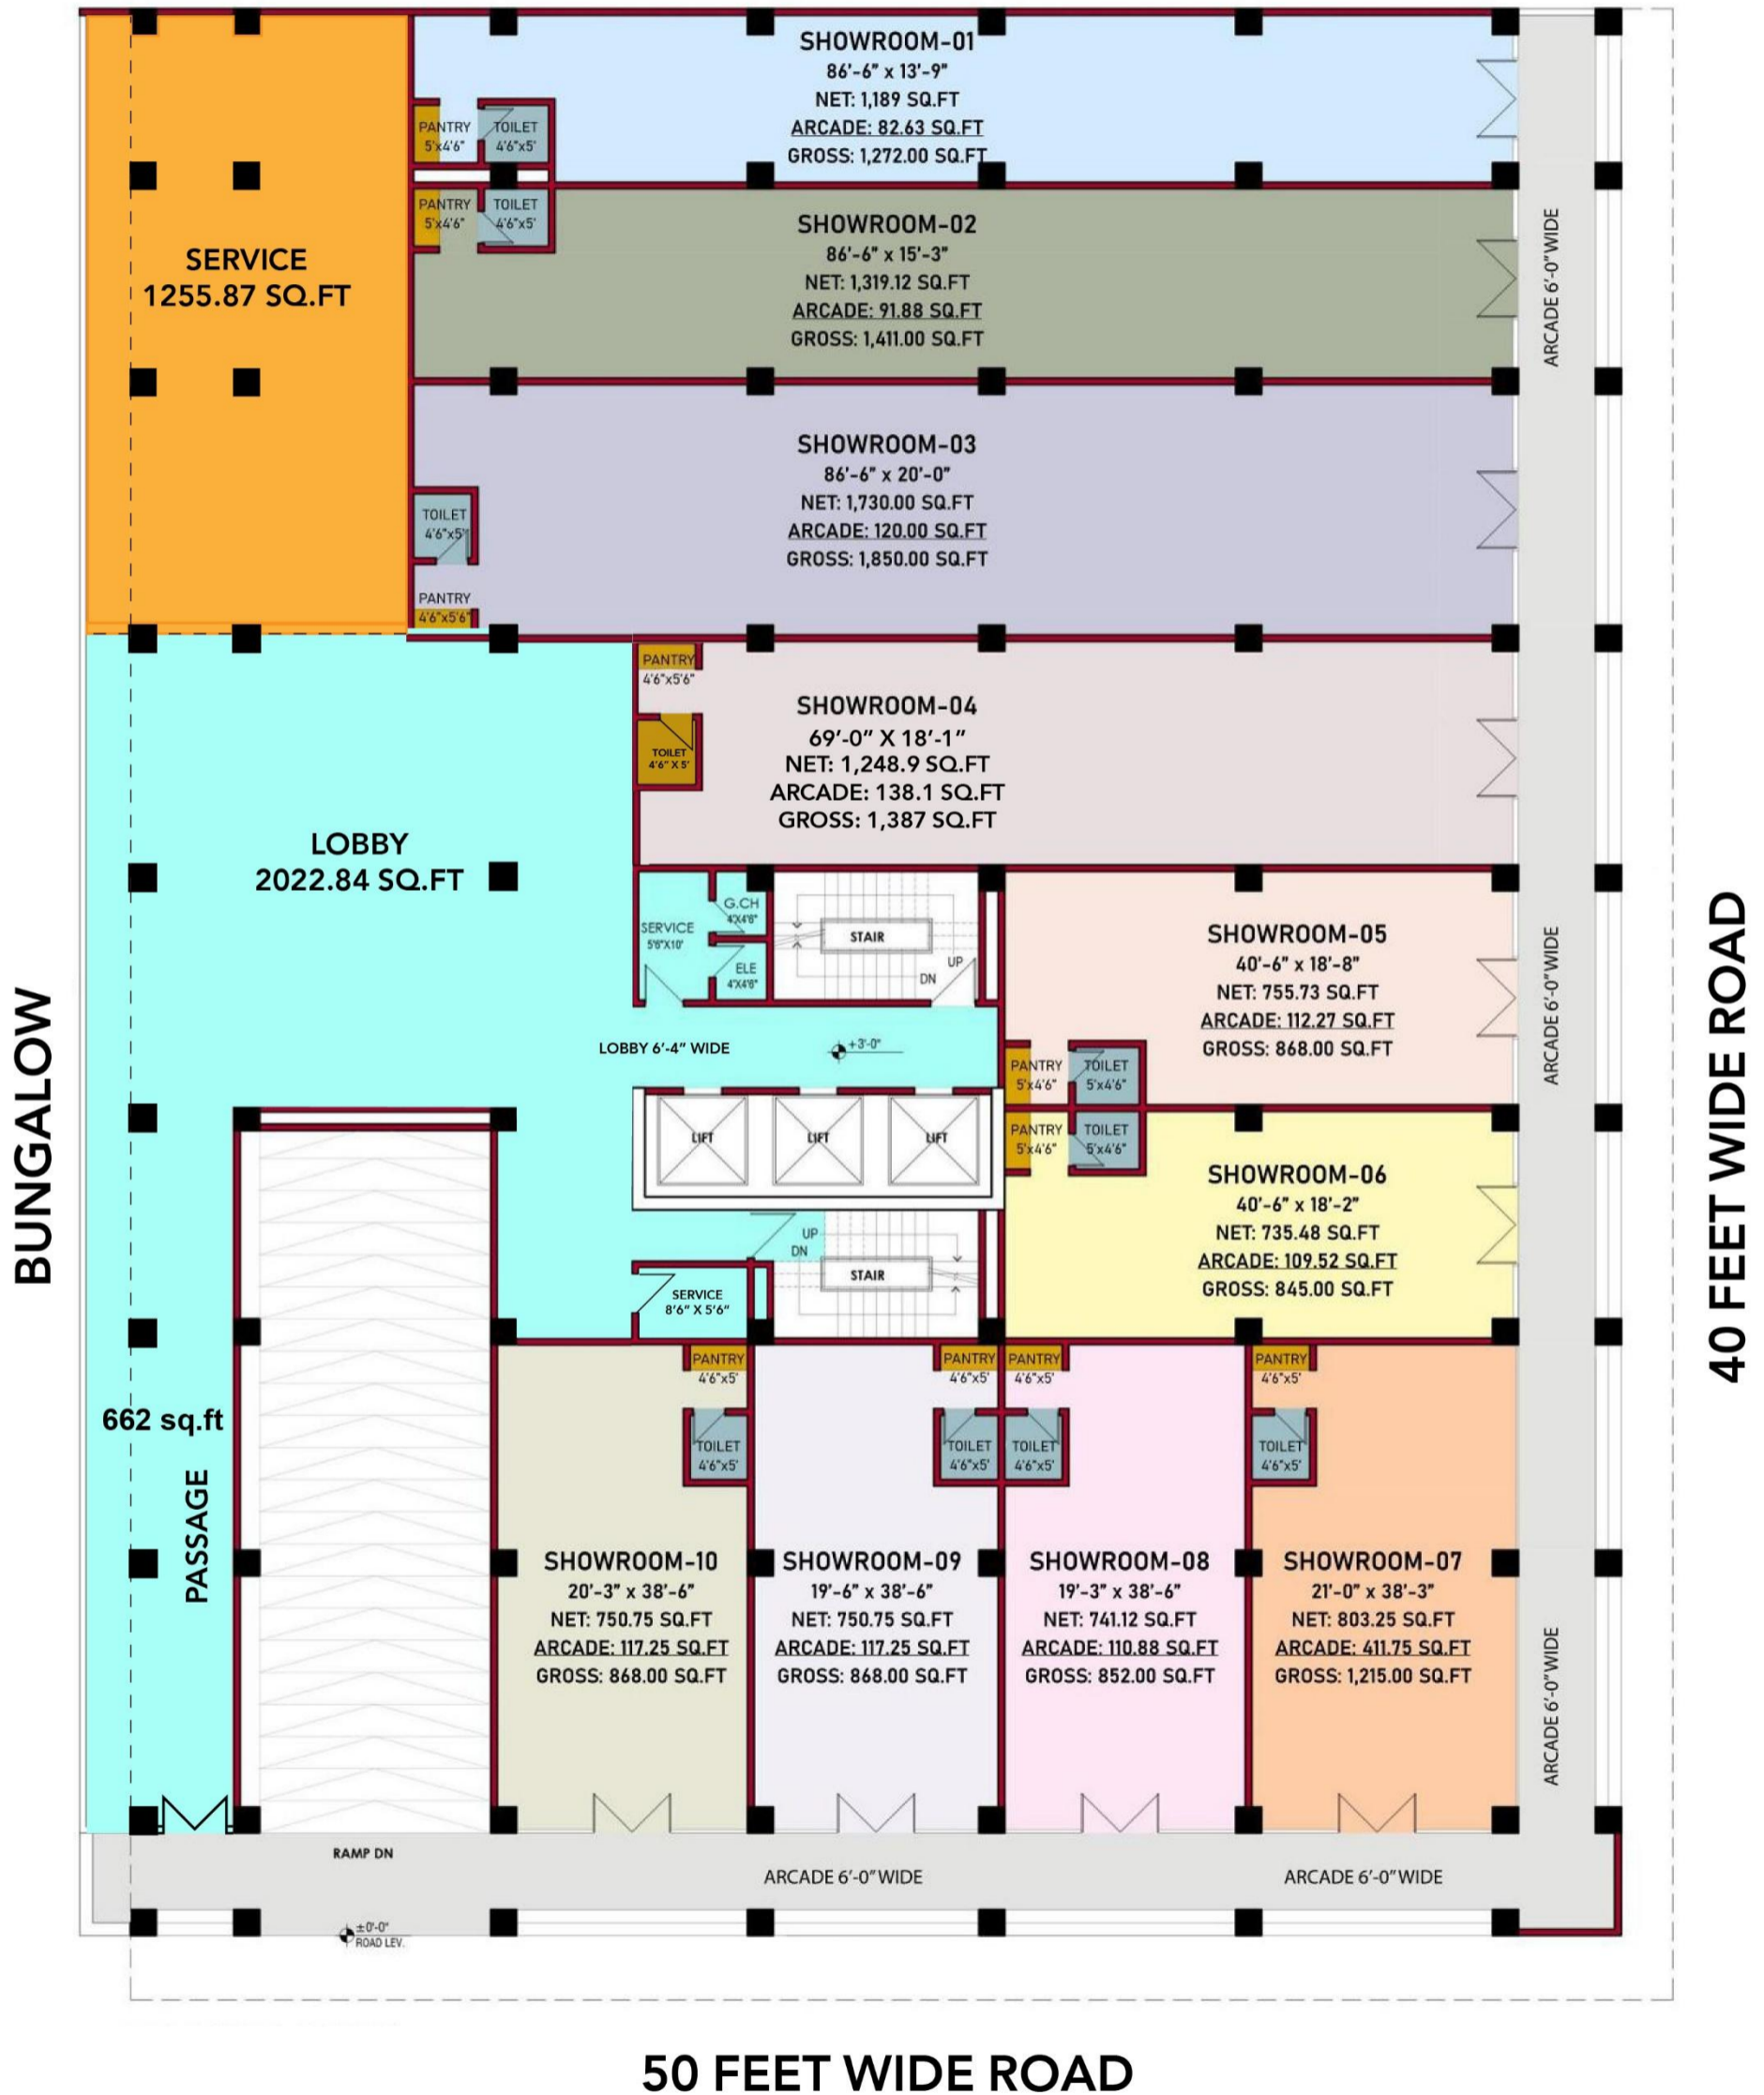 SHOWROOM-01
86'-6" x 13'-9"
NET: 1,189 SQ.FT
ARCADE: 82.63 SQ.FT
GROSS: 1,272.00 SQ.FT
PANTRY
5'x4'6"
TOILET
4'6"x5'
PANTRY
5'x4'6"
TOILET
4'6"x5'
SHOWROOM-02
86'-6" x 15'-3"
NET: 1,319.12 SQ.FT
ARCADE: 91.88 SQ.FT
GROSS: 1,411.00 SQ.FT
SERVICE
1255.87 SQ.FT
ARCADE 6'-0" WIDE
SHOWROOM-03
86'-6" x 20'-0"
NET: 1,730.00 SQ.FT
ARCADE: 120.00 SQ.FT
GROSS: 1,850.00 SQ.FT
TOILET
4'6"x5'
PANTRY
4'6"x5'6"
PANTRY
4'6"x5'6"
TOILET
4'6" X 5'
SHOWROOM-04
69'-0" X 18'-1"
NET: 1,248.9 SQ.FT
ARCADE: 138.1 SQ.FT
GROSS: 1,387 SQ.FT
LOBBY
2022.84 SQ.FT
SERVICE
5'6"X10'
G.CH
4'X4'6"
ELE
4'X4'6"
STAIR
UP
DN
SHOWROOM-05
40'-6" x 18'-8"
NET: 755.73 SQ.FT
ARCADE: 112.27 SQ.FT
GROSS: 868.00 SQ.FT
ARCADE 6'-0" WIDE
LOBBY 6'-4" WIDE
+3'-0"
PANTRY
5'x4'6"
TOILET
5'x4'6"
PANTRY
5'x4'6"
TOILET
5'x4'6"
LIFT
LIFT
LIFT
SHOWROOM-06
40'-6" x 18'-2"
NET: 735.48 SQ.FT
ARCADE: 109.52 SQ.FT
GROSS: 845.00 SQ.FT
UP
DN
STAIR
SERVICE
8'6" X 5'6"
BUNGALOW
40 FEET WIDE ROAD
PANTRY
4'6"x5'
PANTRY
4'6"x5'
PANTRY
4'6"x5'
PANTRY
4'6"x5'
TOILET
4'6"x5'
TOILET
4'6"x5'
TOILET
4'6"x5'
TOILET
4'6"x5'
662 sq.ft
PASSAGE
SHOWROOM-10
20'-3" x 38'-6"
NET: 750.75 SQ.FT
ARCADE: 117.25 SQ.FT
GROSS: 868.00 SQ.FT
SHOWROOM-09
19'-6" x 38'-6"
NET: 750.75 SQ.FT
ARCADE: 117.25 SQ.FT
GROSS: 868.00 SQ.FT
SHOWROOM-08
19'-3" x 38'-6"
NET: 741.12 SQ.FT
ARCADE: 110.88 SQ.FT
GROSS: 852.00 SQ.FT
SHOWROOM-07
21'-0" x 38'-3"
NET: 803.25 SQ.FT
ARCADE: 411.75 SQ.FT
GROSS: 1,215.00 SQ.FT
ARCADE 6'-0" WIDE
RAMP DN
ARCADE 6'-0" WIDE
ARCADE 6'-0" WIDE
±0'-0"
ROAD LEV.
50 FEET WIDE ROAD